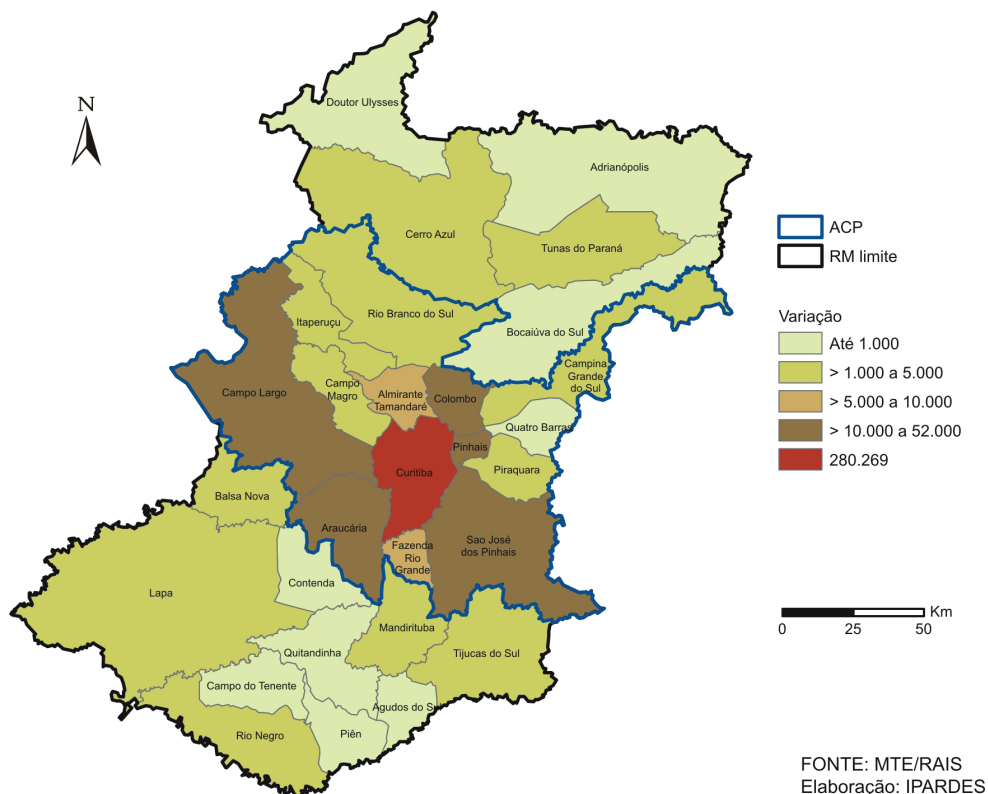 N
Doutor Ulysses
Adrianópolis
Cerro Azul
Tunas do Paraná
ACP
RM limite
Rio Branco do Sul
Itaperuçu
Bocaiúva do Sul
Variação
Até 1.000
> 1.000 a 5.000
> 5.000 a 10.000
> 10.000 a 52.000
280.269
Campina
Grande
do Sul
Campo
Magro
Campo Largo
Almirante
Tamandaré
Colombo
Quatro Barras
Pinhais
Piraquara
Curitiba
Balsa Nova
Araucária
Sao José
dos Pinhais
Fazenda
Rio
Grande
Contenda
Lapa
Mandirituba
Quitandinha
Tijucas do Sul
Campo do Tenente
Agudos do Sul
Rio Negro
Piên
Km
0
25
50
FONTE: MTE/RAIS
Elaboração: IPARDES